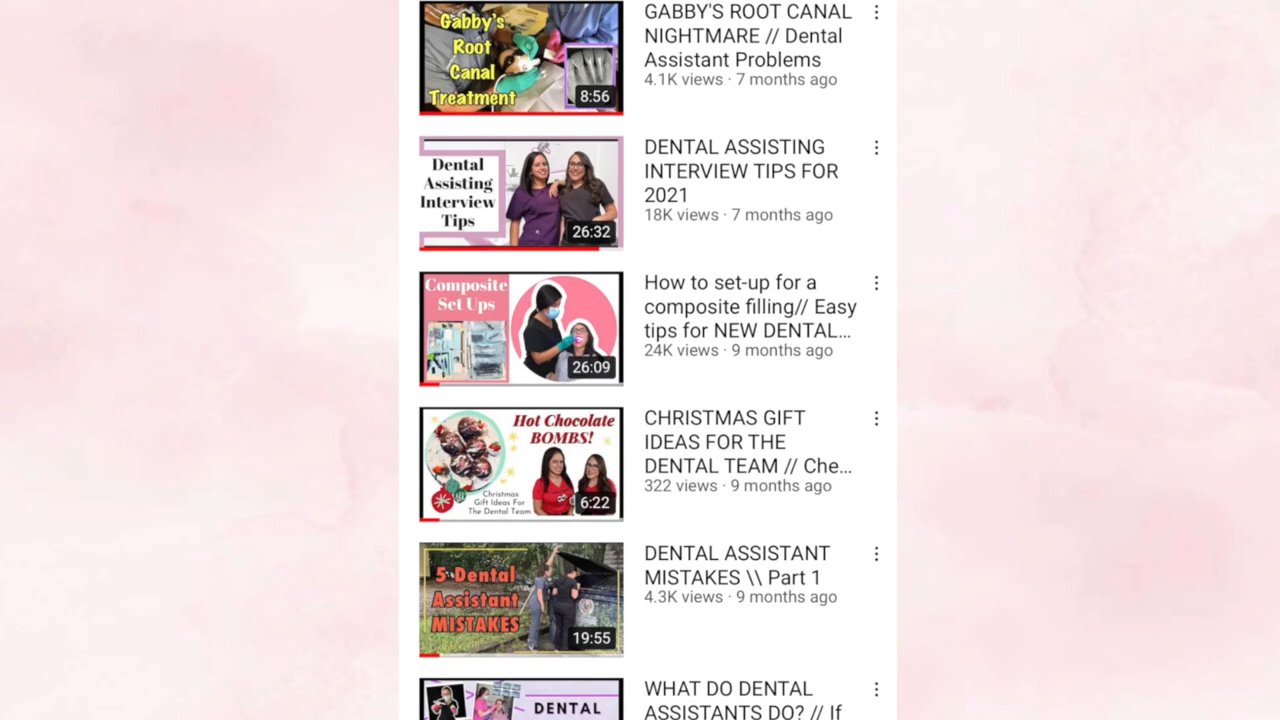 Gabby's
Root
Canal
Treatment
8:56
GABBY'S ROOT CANAL
NIGHTMARE // Dental
Assistant Problems
4.1K views · 7 months ago
Dental
Assisting
Interview
Tips
26:32
DENTAL ASSISTING
INTERVIEW TIPS FOR
2021
18K views · 7 months ago
Composite
Set Ups
26:09
How to set-up for a
composite filling// Easy
tips for NEW DENTAL...
24K views · 9 months ago
Hot Chocolate
BOMBS!
Christmas
Gift Ideas For
The Dental Team
6:22
CHRISTMAS GIFT
IDEAS FOR THE
DENTAL TEAM // Che...
322 views · 9 months ago
5 Dental
Assistant
MISTAKES
19:55
DENTAL ASSISTANT
MISTAKES \\ Part 1
4.3K views · 9 months ago
DENTAL
WHAT DO DENTAL
ASSISTANTS DO? // If